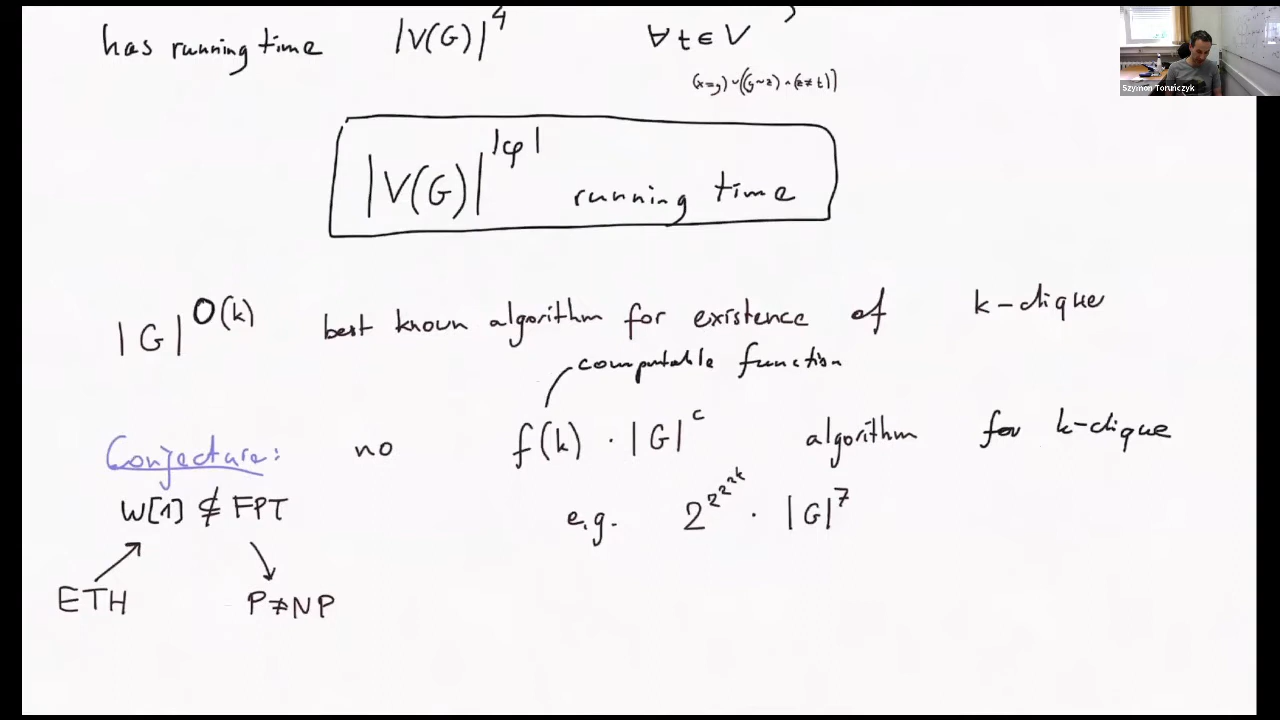 has running time |V(G)|^4 ∀ t ∈ V
(x=y) ∨ ((y~z) ∧ (z≠t))
Szymon Toruńczyk
|V(G)|^|φ| running time
|G|^O(k) best known algorithm for existence of k-clique
computable function
Conjecture: no f(k) · |G|^c algorithm for k-clique
W[1] ⊄ FPT e.g. 2^2^2^2^k · |G|^7
ETH P≠NP